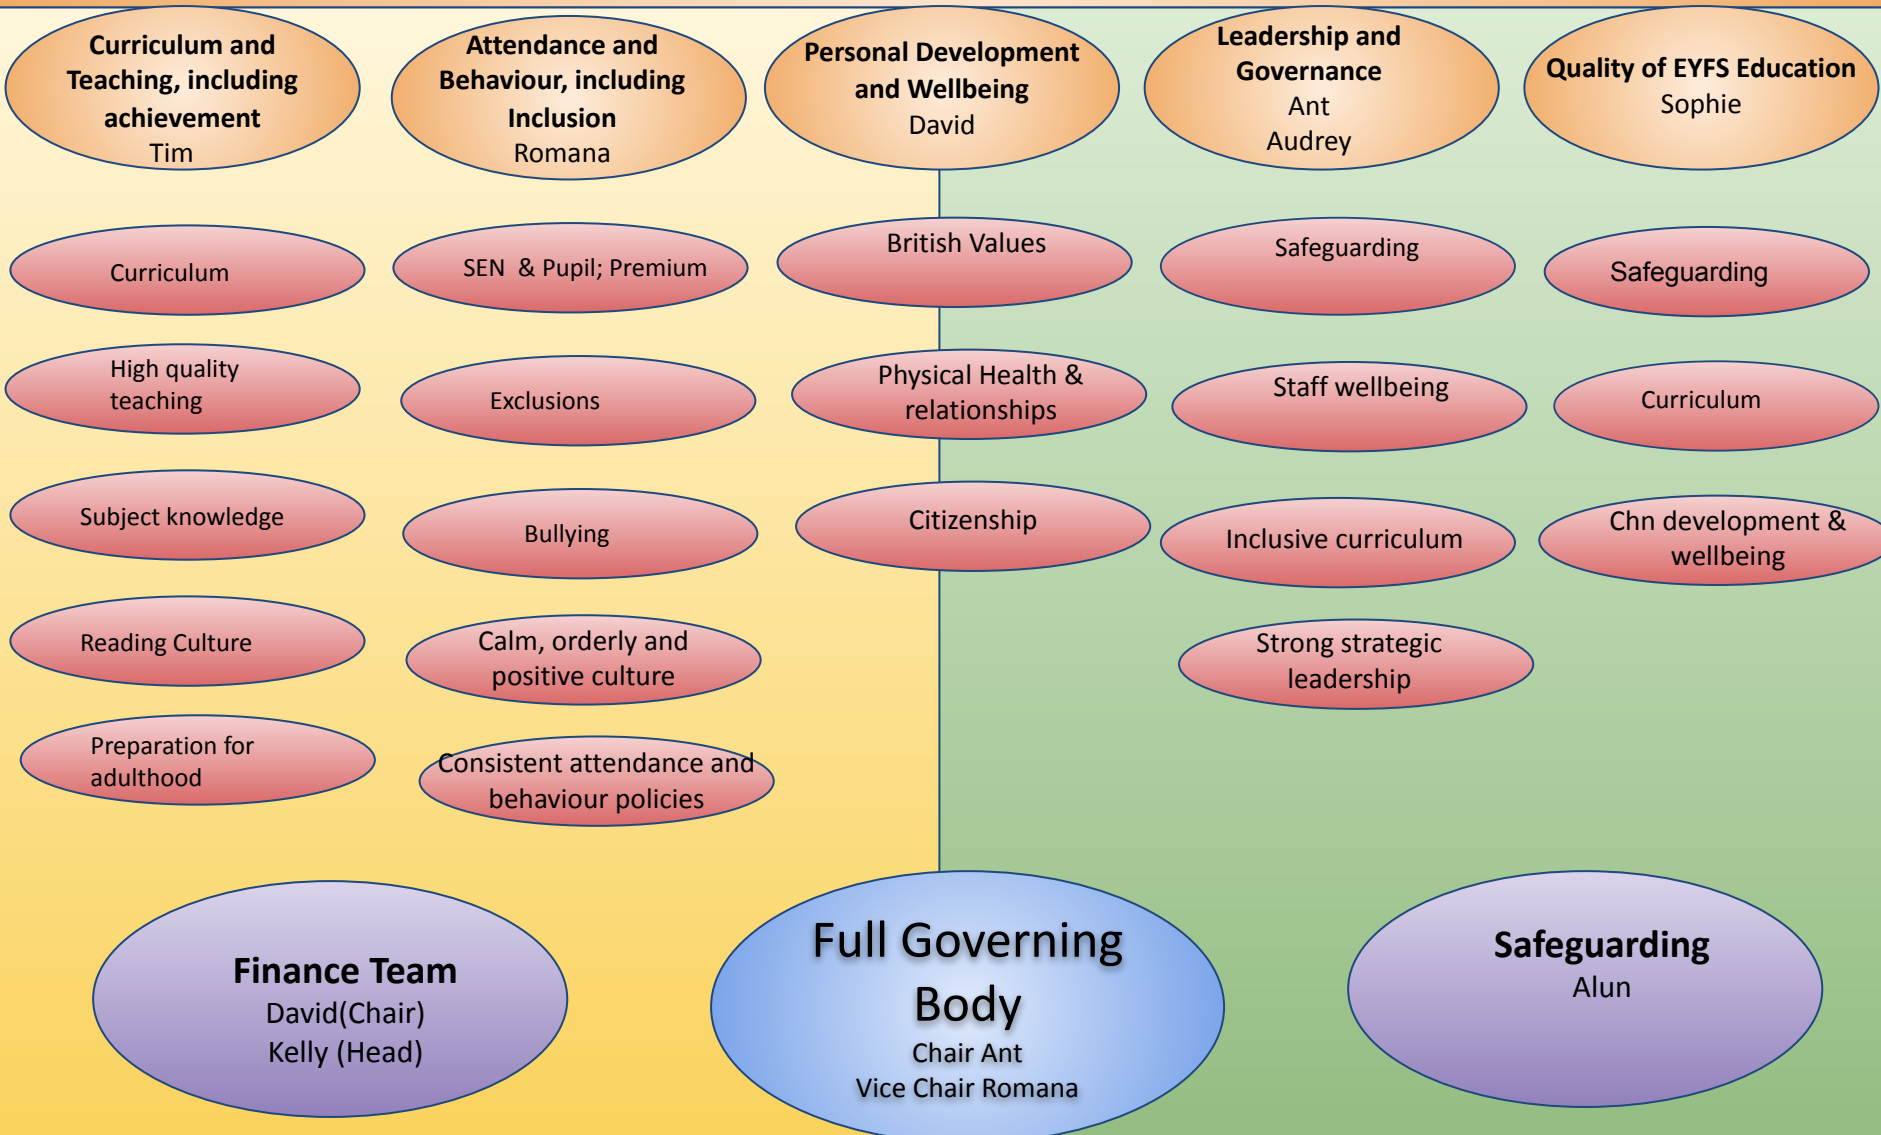 Curriculum and
Teaching, including
achievement
Tim
Attendance and
Behaviour, including
Inclusion
Romana
Personal Development
and Wellbeing
David
Leadership and
Governance
Ant
Audrey
Quality of EYFS Education
Sophie
Curriculum
High quality
teaching
Subject knowledge
Reading Culture
Preparation for
adulthood
SEN & Pupil; Premium
Exclusions
Bullying
Calm, orderly and
positive culture
Consistent attendance and
behaviour policies
British Values
Physical Health &
relationships
Citizenship
Safeguarding
Staff wellbeing
Inclusive curriculum
Strong strategic
leadership
Safeguarding
Curriculum
Chn development &
wellbeing
Finance Team
David(Chair)
Kelly (Head)
Full Governing
Body
Chair Ant
Vice Chair Romana
Safeguarding
Alun